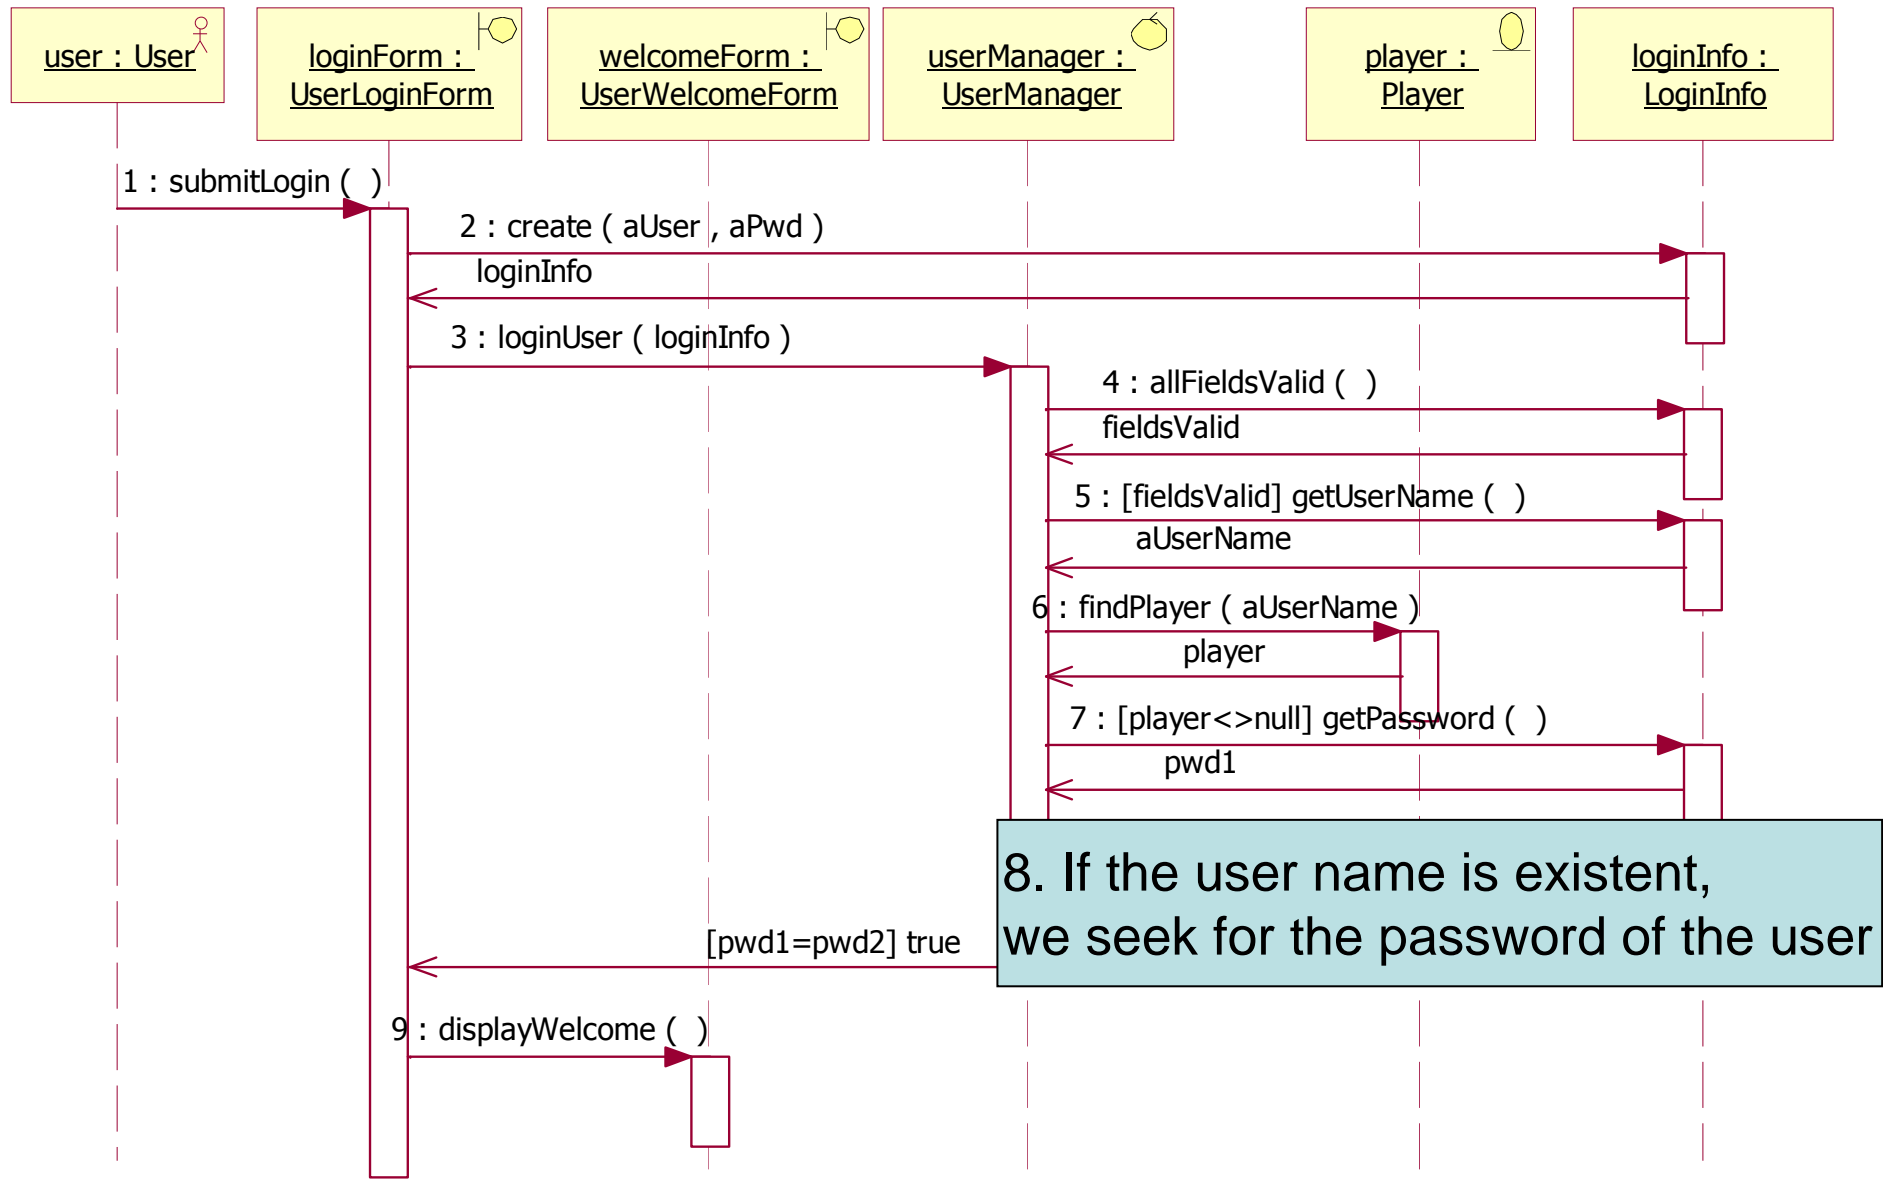 user : User
loginForm :
UserLoginForm
welcomeForm :
UserWelcomeForm
userManager :
UserManager
player :
Player
loginInfo :
LoginInfo
1 : submitLogin (  )
2 : create ( aUser , aPwd )
loginInfo
3 : loginUser ( loginInfo )
4 : allFieldsValid (  )
fieldsValid
5 : [fieldsValid] getUserName (  )
aUserName
6 : findPlayer ( aUserName )
player
7 : [player<>null] getPassword (  )
pwd1
8. If the user name is existent,
we seek for the password of the user
[pwd1=pwd2] true
9 : displayWelcome (  )